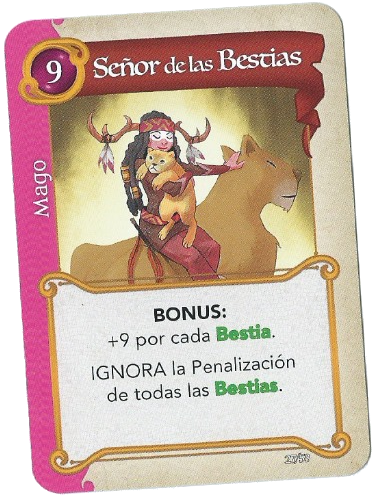 9
Señor de las Bestias
Mago
BONUS:
+9 por cada Bestia.
IGNORA la Penalización
de todas las Bestias.